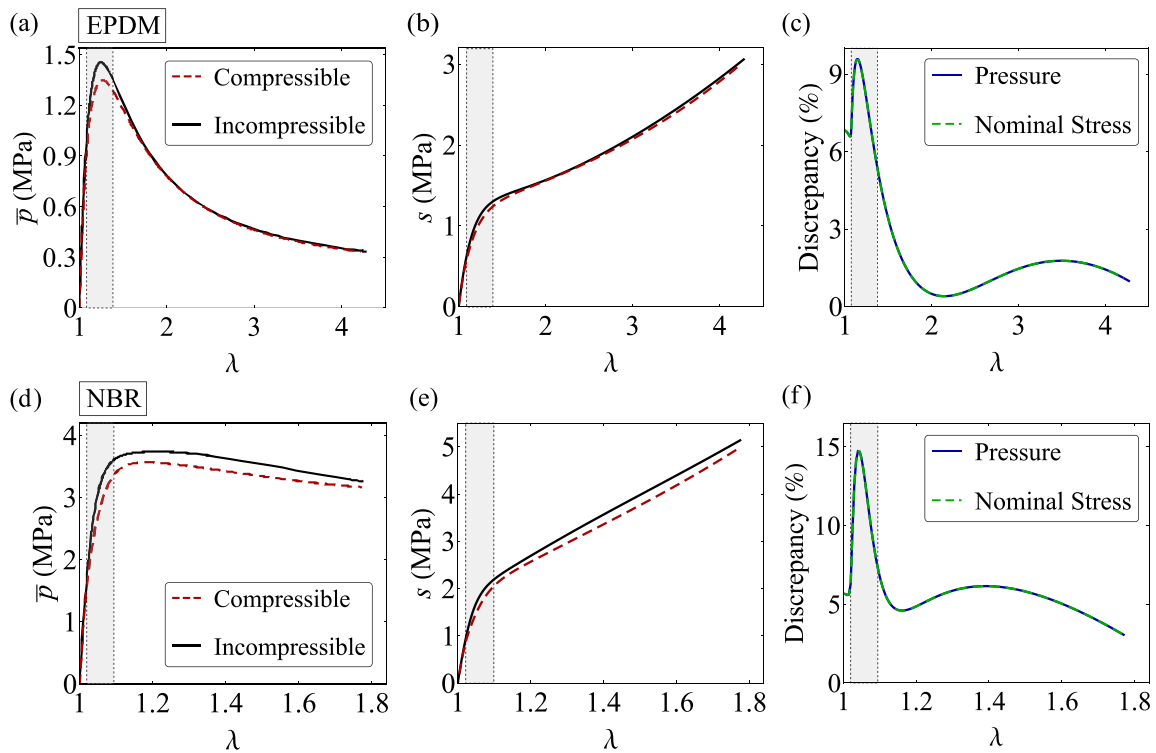 (a) EPDM
1.5
1.2
0.9
0.6
0.3
0
p̅ (MPa)
Compressible
Incompressible
1 2 3 4
λ
(b)
3
2
1
0
s (MPa)
1 2 3 4
λ
(c)
9
6
3
0
Discrepancy (%)
Pressure
Nominal Stress
1 2 3 4
λ
(d) NBR
4
3
2
1
0
p̅ (MPa)
Compressible
Incompressible
1 1.2 1.4 1.6 1.8
λ
(e)
5
4
3
2
1
0
s (MPa)
1 1.2 1.4 1.6 1.8
λ
(f)
15
10
5
0
Discrepancy (%)
Pressure
Nominal Stress
1 1.2 1.4 1.6 1.8
λ